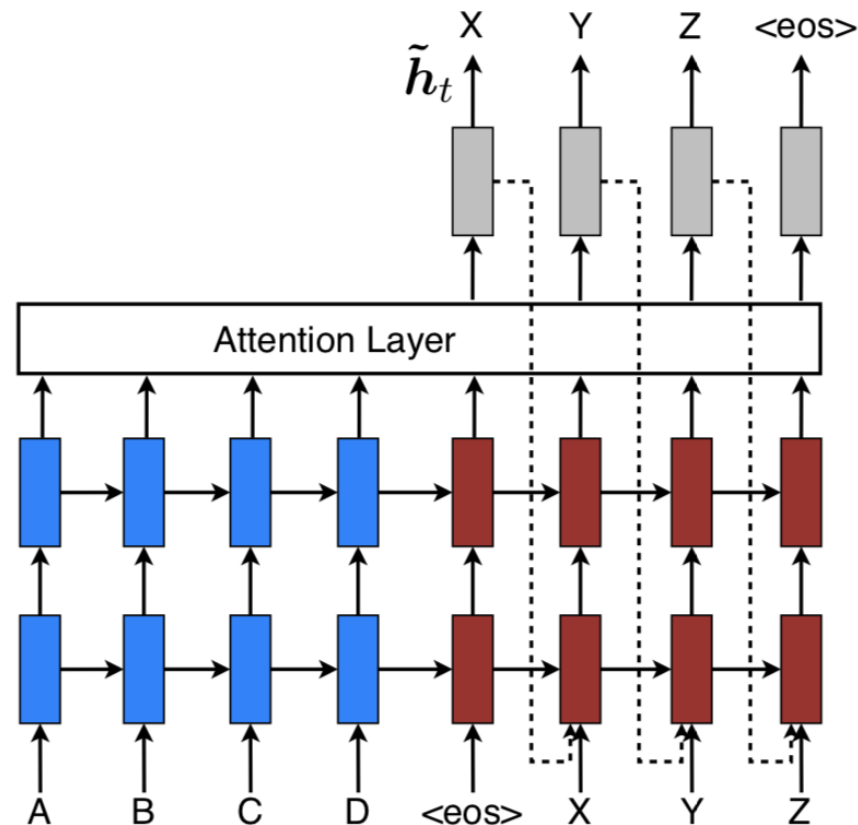 X Y Z <eos>
h̃t
Attention Layer
A B C D <eos> X Y Z